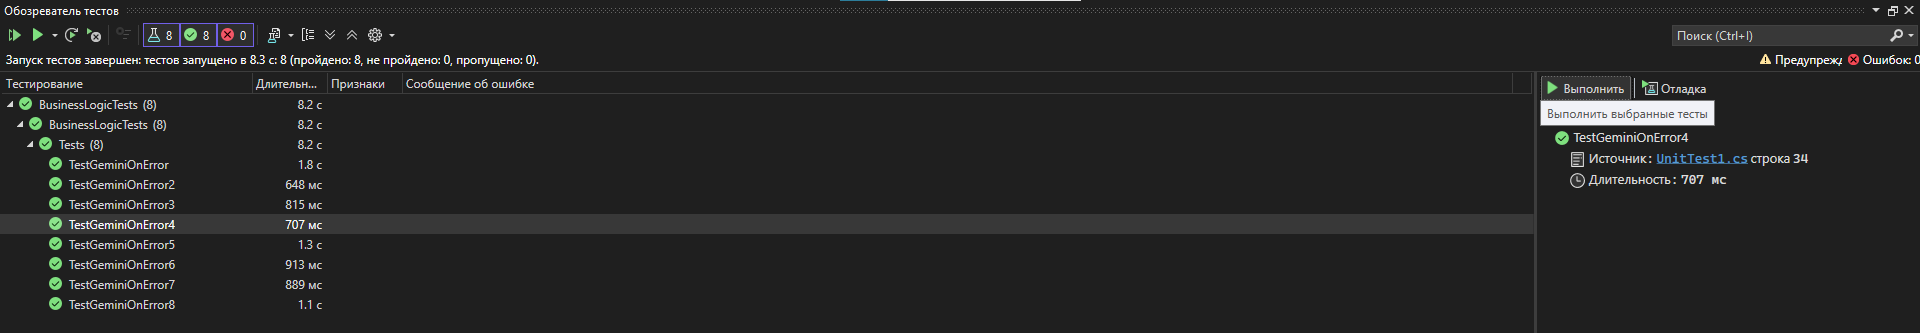 Обозреватель тестов
8 8 0
Поиск (Ctrl+I)
Запуск тестов завершен: тестов запущено в 8.3 с: 8 (пройдено: 8, не пройдено: 0, пропущено: 0).
Предупрежд Ошибок: 0
Тестирование Длительн... Признаки Сообщение об ошибке
BusinessLogicTests (8) 8.2 с
BusinessLogicTests (8) 8.2 с
Tests (8) 8.2 с
TestGeminiOnError 1.8 с
TestGeminiOnError2 648 мс
TestGeminiOnError3 815 мс
TestGeminiOnError4 707 мс
TestGeminiOnError5 1.3 с
TestGeminiOnError6 913 мс
TestGeminiOnError7 889 мс
TestGeminiOnError8 1.1 с
Выполнить Отладка
Выполнить выбранные тесты
TestGeminiOnError4
Источник: UnitTest1.cs строка 34
Длительность: 707 мс